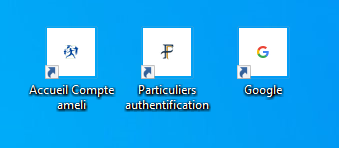 Accueil Compte
ameli
Particuliers
authentification
Google